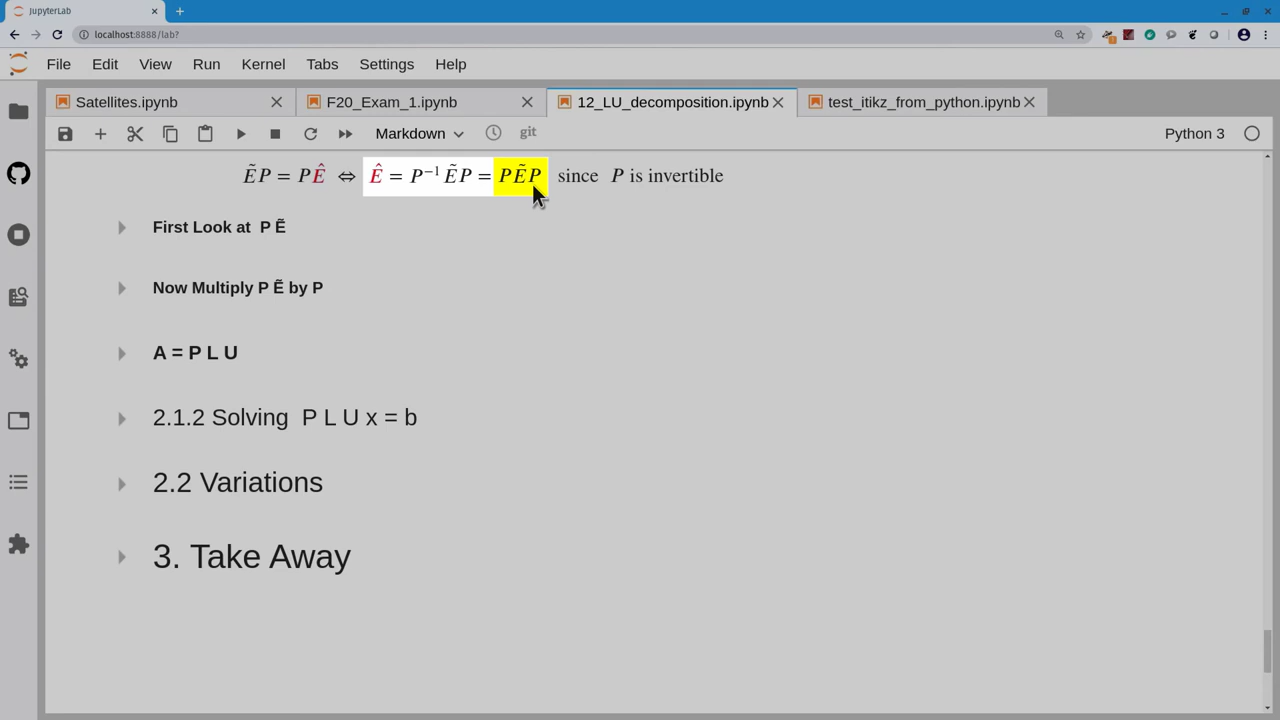 JupyterLab
localhost:8888/lab?
File Edit View Run Kernel Tabs Settings Help
Satellites.ipynb F20_Exam_1.ipynb 12_LU_decomposition.ipynb test_itikz_from_python.ipynb
Markdown git Python 3
ẼP = PÊ ⇔ Ê = P⁻¹ ẼP = PẼP since P is invertible
First Look at P Ẽ
Now Multiply P Ẽ by P
A = P L U
2.1.2 Solving P L U x = b
2.2 Variations
3. Take Away